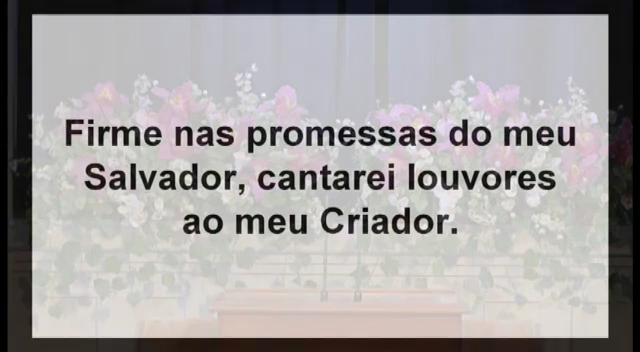 Firme nas promessas do meu
Salvador, cantarei louvores
ao meu Criador.